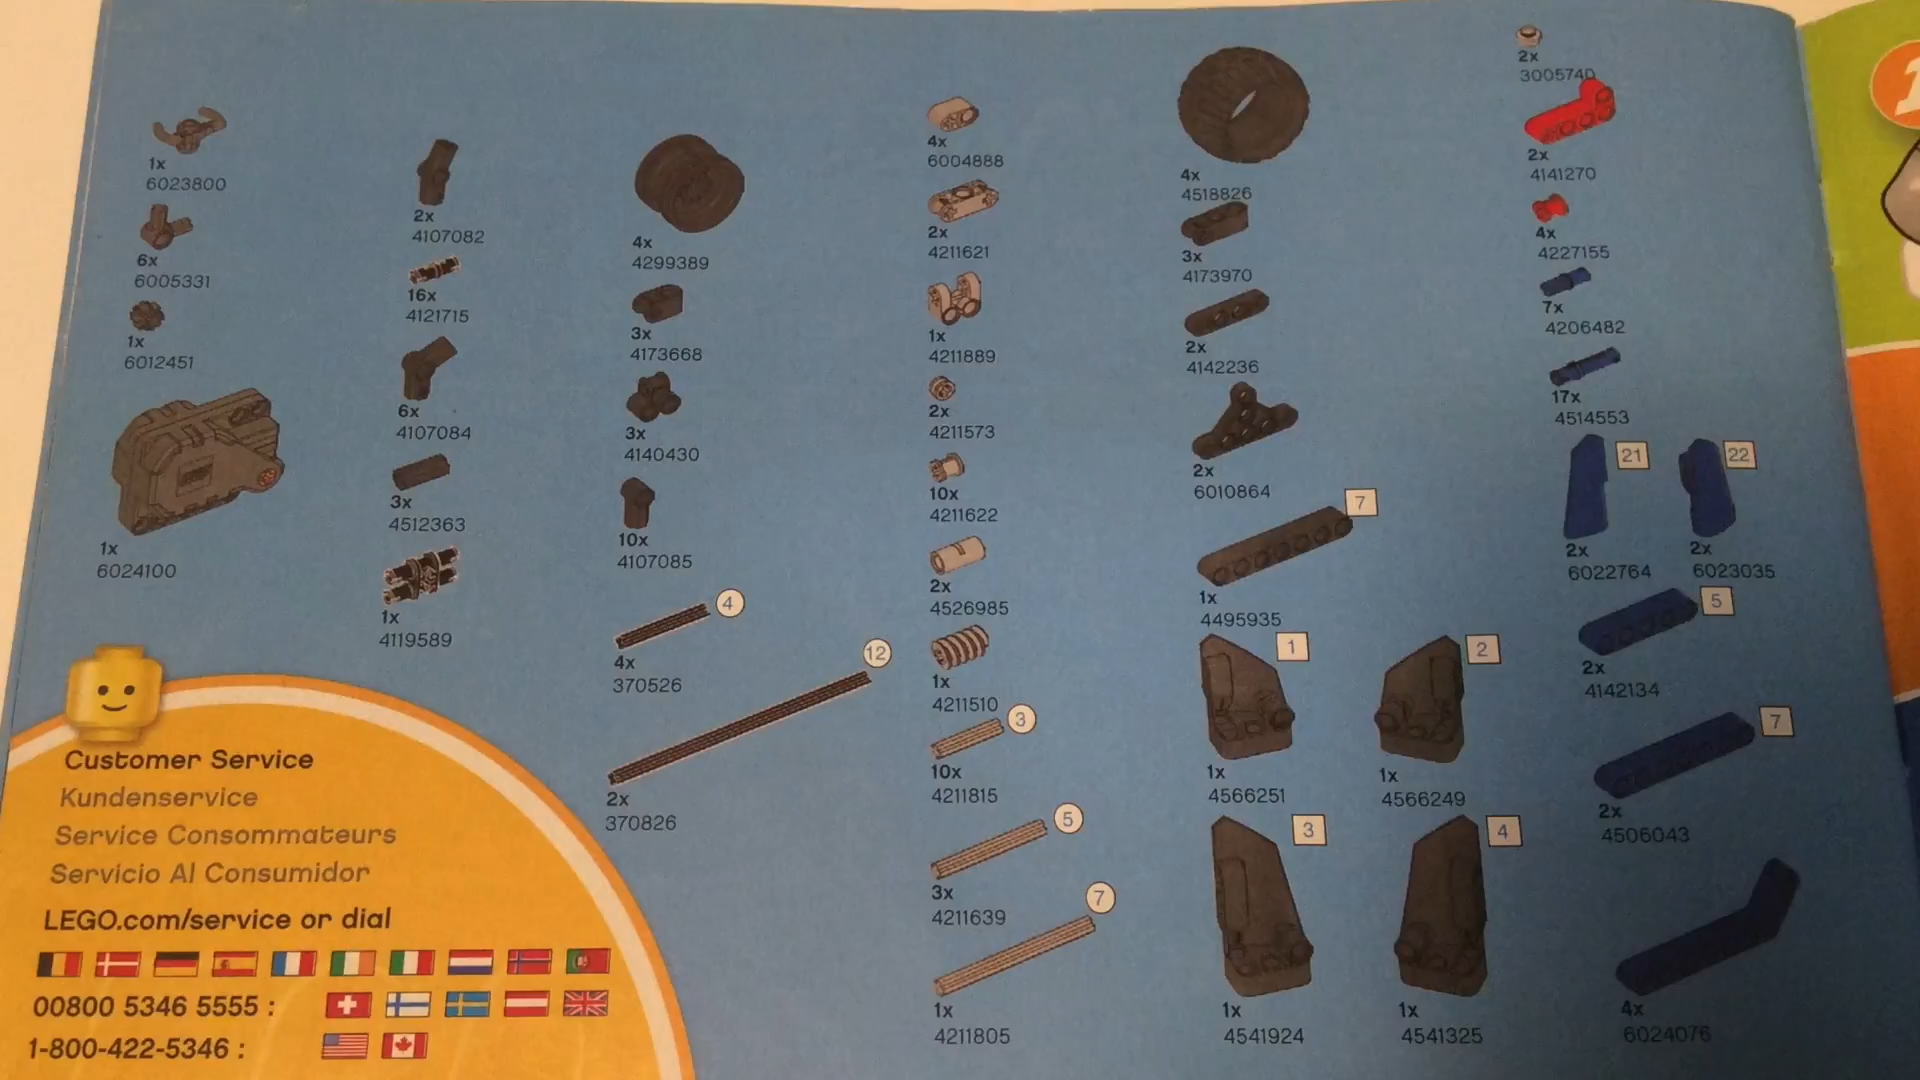 1x
6023800
6x
6005331
1x
6012451
1x
6024100
2x
4107082
16x
4121715
6x
4107084
3x
4512363
1x
4119589
4x
4299389
3x
4173668
3x
4140430
10x
4107085
4
4x
370526
12
2x
370826
4x
6004888
2x
4211621
1x
4211889
2x
4211573
10x
4211622
2x
4526985
1x
4211510
3
10x
4211815
5
3x
4211639
7
1x
4211805
4x
4518826
3x
4173970
2x
4142236
2x
6010864
7
1x
4495935
1
1x
4566251
2
1x
4566249
3
1x
4541924
4
1x
4541325
2x
3005740
2x
4141270
4x
4227155
7x
4206482
17x
4514553
21
2x
6022764
22
2x
6023035
5
2x
4142134
7
2x
4506043
4x
6024076
Customer Service
Kundenservice
Service Consommateurs
Servicio Al Consumidor
LEGO.com/service or dial
00800 5346 5555 :
1-800-422-5346 :